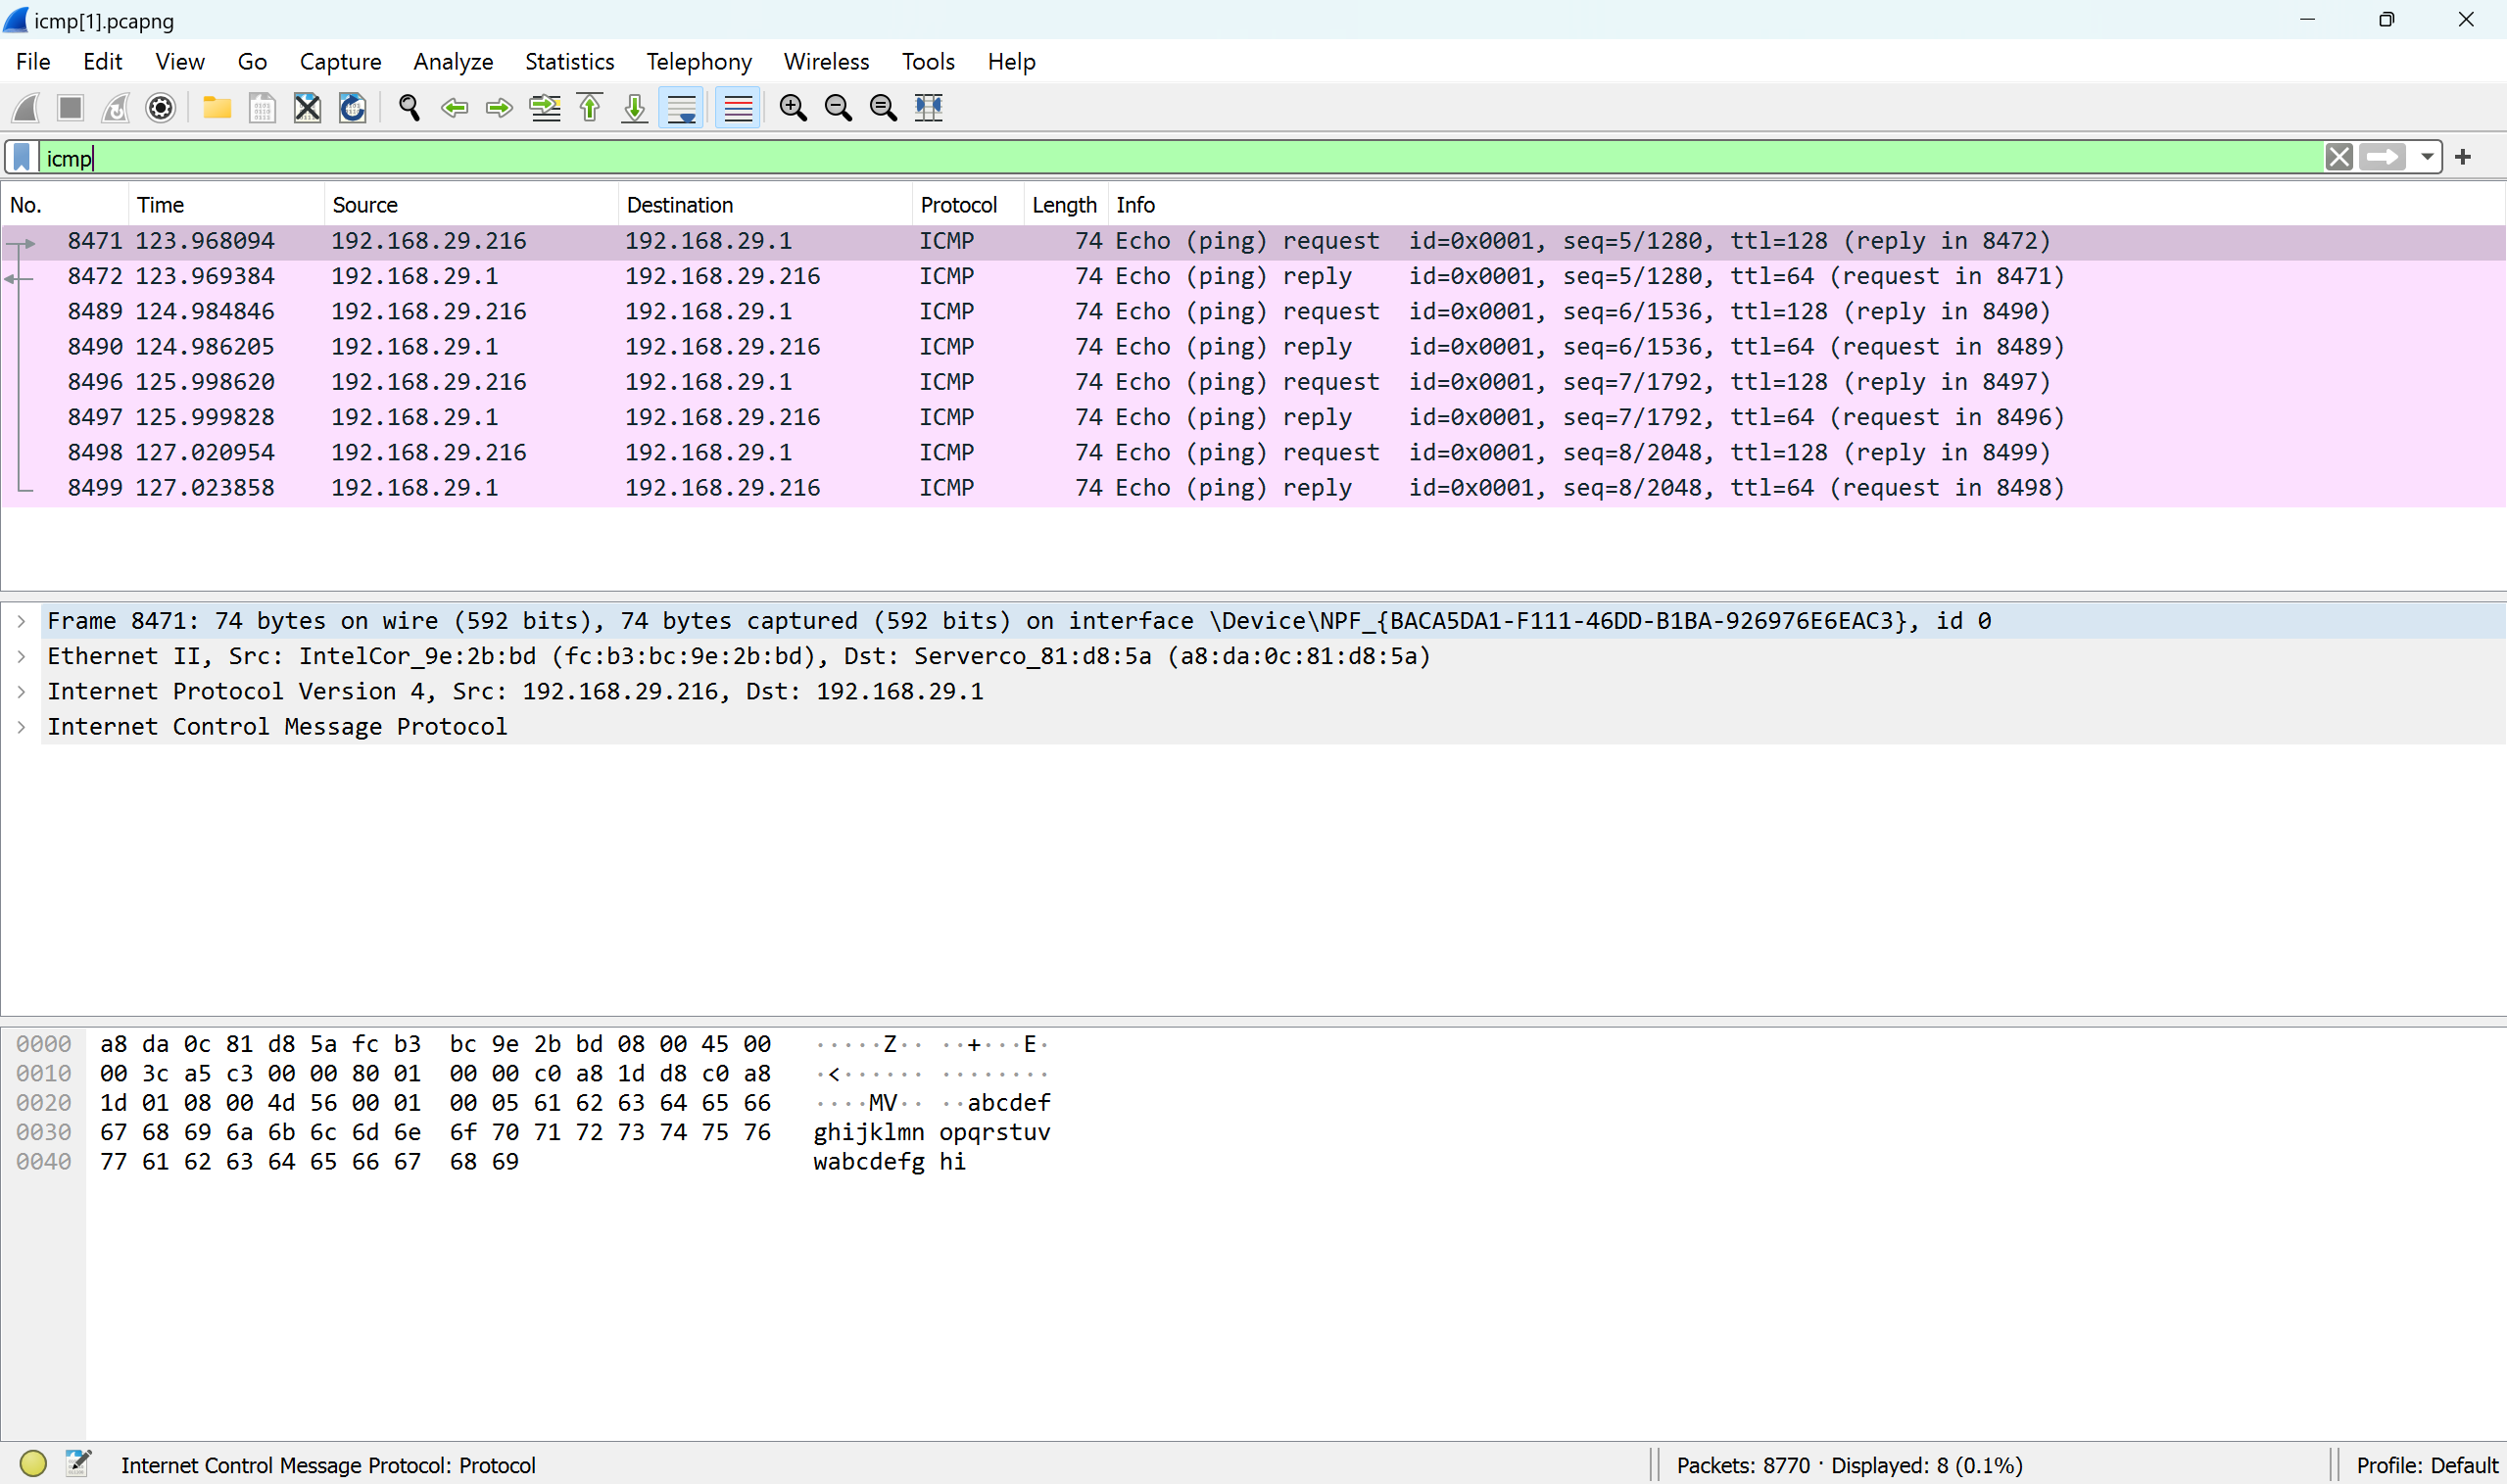 icmp[1].pcapng
File Edit View Go Capture Analyze Statistics Telephony Wireless Tools Help
icmp
No. Time Source Destination Protocol Length Info
8471 123.968094 192.168.29.216 192.168.29.1 ICMP 74 Echo (ping) request id=0x0001, seq=5/1280, ttl=128 (reply in 8472)
8472 123.969384 192.168.29.1 192.168.29.216 ICMP 74 Echo (ping) reply id=0x0001, seq=5/1280, ttl=64 (request in 8471)
8489 124.984846 192.168.29.216 192.168.29.1 ICMP 74 Echo (ping) request id=0x0001, seq=6/1536, ttl=128 (reply in 8490)
8490 124.986205 192.168.29.1 192.168.29.216 ICMP 74 Echo (ping) reply id=0x0001, seq=6/1536, ttl=64 (request in 8489)
8496 125.998620 192.168.29.216 192.168.29.1 ICMP 74 Echo (ping) request id=0x0001, seq=7/1792, ttl=128 (reply in 8497)
8497 125.999828 192.168.29.1 192.168.29.216 ICMP 74 Echo (ping) reply id=0x0001, seq=7/1792, ttl=64 (request in 8496)
8498 127.020954 192.168.29.216 192.168.29.1 ICMP 74 Echo (ping) request id=0x0001, seq=8/2048, ttl=128 (reply in 8499)
8499 127.023858 192.168.29.1 192.168.29.216 ICMP 74 Echo (ping) reply id=0x0001, seq=8/2048, ttl=64 (request in 8498)
Frame 8471: 74 bytes on wire (592 bits), 74 bytes captured (592 bits) on interface \Device\NPF_{BACA5DA1-F111-46DD-B1BA-926976E6EAC3}, id 0
Ethernet II, Src: IntelCor_9e:2b:bd (fc:b3:bc:9e:2b:bd), Dst: Serverco_81:d8:5a (a8:da:0c:81:d8:5a)
Internet Protocol Version 4, Src: 192.168.29.216, Dst: 192.168.29.1
Internet Control Message Protocol
0000 a8 da 0c 81 d8 5a fc b3 bc 9e 2b bd 08 00 45 00 ·····Z·· ··+···E·
0010 00 3c a5 c3 00 00 80 01 00 00 c0 a8 1d d8 c0 a8 ·<······ ········
0020 1d 01 08 00 4d 56 00 01 00 05 61 62 63 64 65 66 ····MV·· ··abcdef
0030 67 68 69 6a 6b 6c 6d 6e 6f 70 71 72 73 74 75 76 ghijklmn opqrstuv
0040 77 61 62 63 64 65 66 67 68 69 wabcdefg hi
Internet Control Message Protocol: Protocol Packets: 8770 · Displayed: 8 (0.1%) Profile: Default